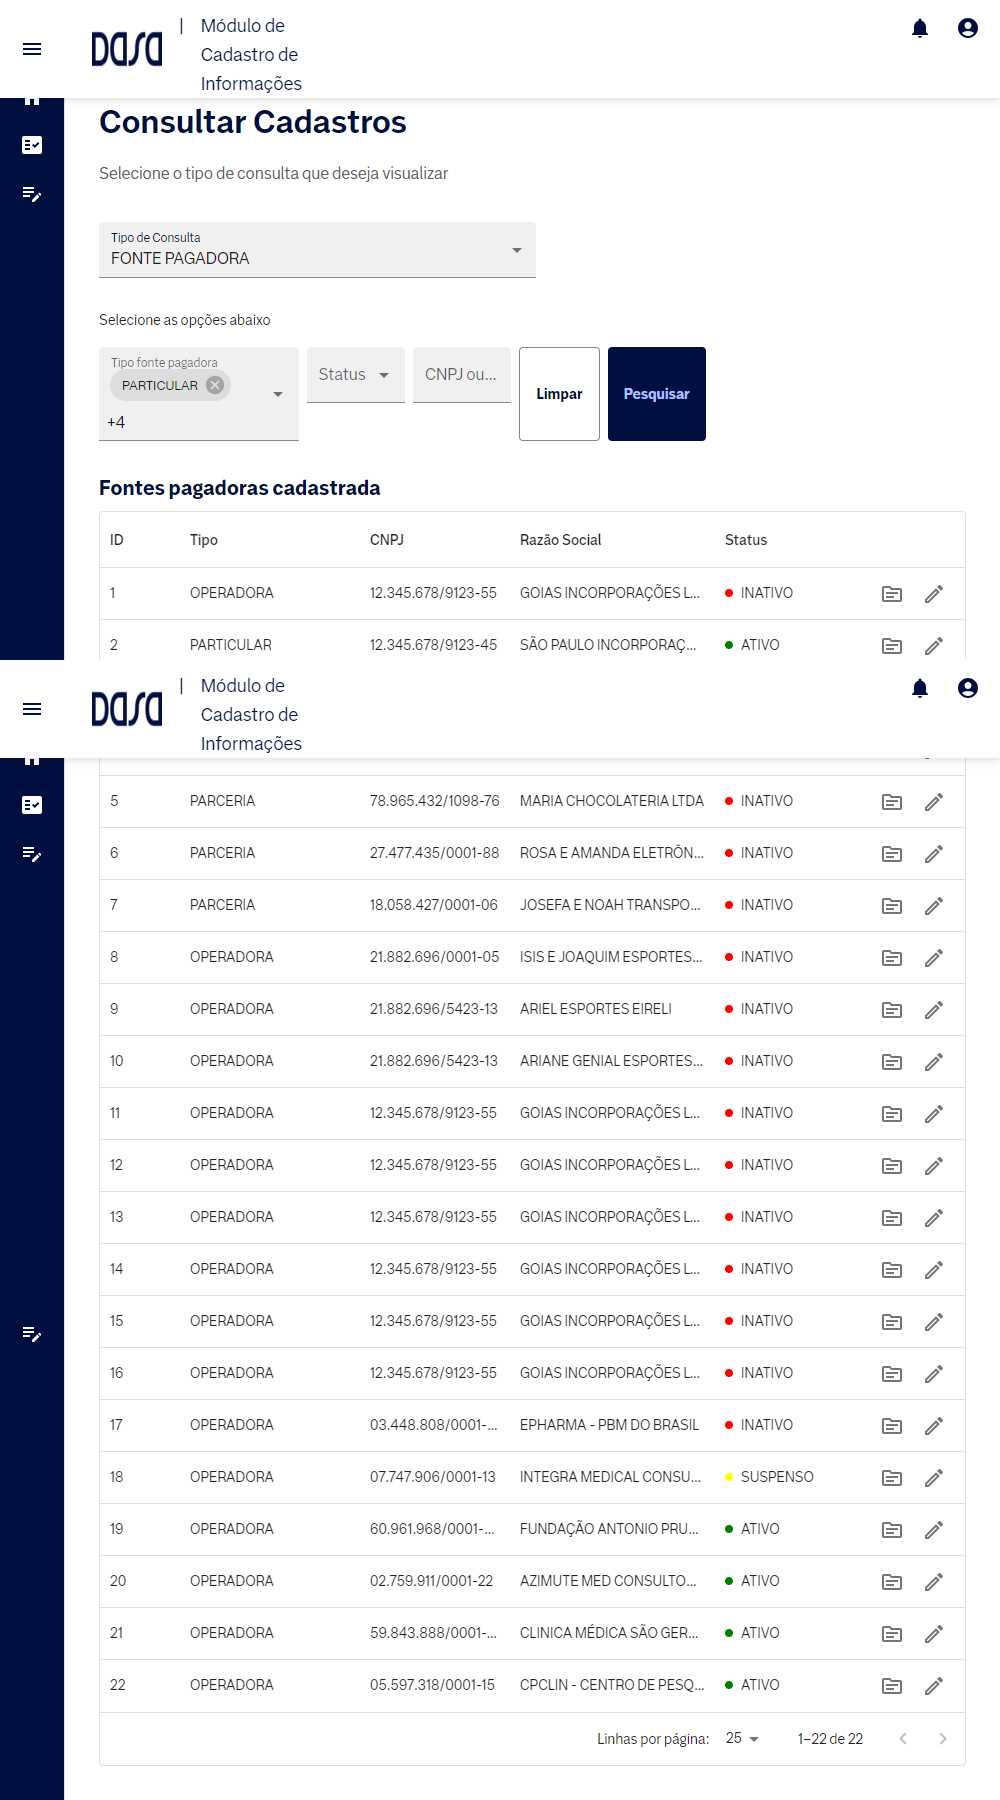 DASA
|
Módulo de
Cadastro de
Informações
Consultar Cadastros
Selecione o tipo de consulta que deseja visualizar
Tipo de Consulta
FONTE PAGADORA
Selecione as opções abaixo
Tipo fonte pagadora
PARTICULAR
+4
Status
CNPJ ou...
Limpar
Pesquisar
Fontes pagadoras cadastrada
ID Tipo CNPJ Razão Social Status
1 OPERADORA 12.345.678/9123-55 GOIAS INCORPORAÇÕES L... INATIVO
2 PARTICULAR 12.345.678/9123-45 SÃO PAULO INCORPORAÇ... ATIVO
DASA
|
Módulo de
Cadastro de
Informações
5 PARCERIA 78.965.432/1098-76 MARIA CHOCOLATERIA LTDA INATIVO
6 PARCERIA 27.477.435/0001-88 ROSA E AMANDA ELETRÔN... INATIVO
7 PARCERIA 18.058.427/0001-06 JOSEFA E NOAH TRANSPO... INATIVO
8 OPERADORA 21.882.696/0001-05 ISIS E JOAQUIM ESPORTES... INATIVO
9 OPERADORA 21.882.696/5423-13 ARIEL ESPORTES EIRELI INATIVO
10 OPERADORA 21.882.696/5423-13 ARIANE GENIAL ESPORTES... INATIVO
11 OPERADORA 12.345.678/9123-55 GOIAS INCORPORAÇÕES L... INATIVO
12 OPERADORA 12.345.678/9123-55 GOIAS INCORPORAÇÕES L... INATIVO
13 OPERADORA 12.345.678/9123-55 GOIAS INCORPORAÇÕES L... INATIVO
14 OPERADORA 12.345.678/9123-55 GOIAS INCORPORAÇÕES L... INATIVO
15 OPERADORA 12.345.678/9123-55 GOIAS INCORPORAÇÕES L... INATIVO
16 OPERADORA 12.345.678/9123-55 GOIAS INCORPORAÇÕES L... INATIVO
17 OPERADORA 03.448.808/0001-... EPHARMA - PBM DO BRASIL INATIVO
18 OPERADORA 07.747.906/0001-13 INTEGRA MEDICAL CONSU... SUSPENSO
19 OPERADORA 60.961.968/0001-... FUNDAÇÃO ANTONIO PRU... ATIVO
20 OPERADORA 02.759.911/0001-22 AZIMUTE MED CONSULTO... ATIVO
21 OPERADORA 59.843.888/0001-... CLINICA MÉDICA SÃO GER... ATIVO
22 OPERADORA 05.597.318/0001-15 CPCLIN - CENTRO DE PESQ... ATIVO
Linhas por página: 25 1–22 de 22